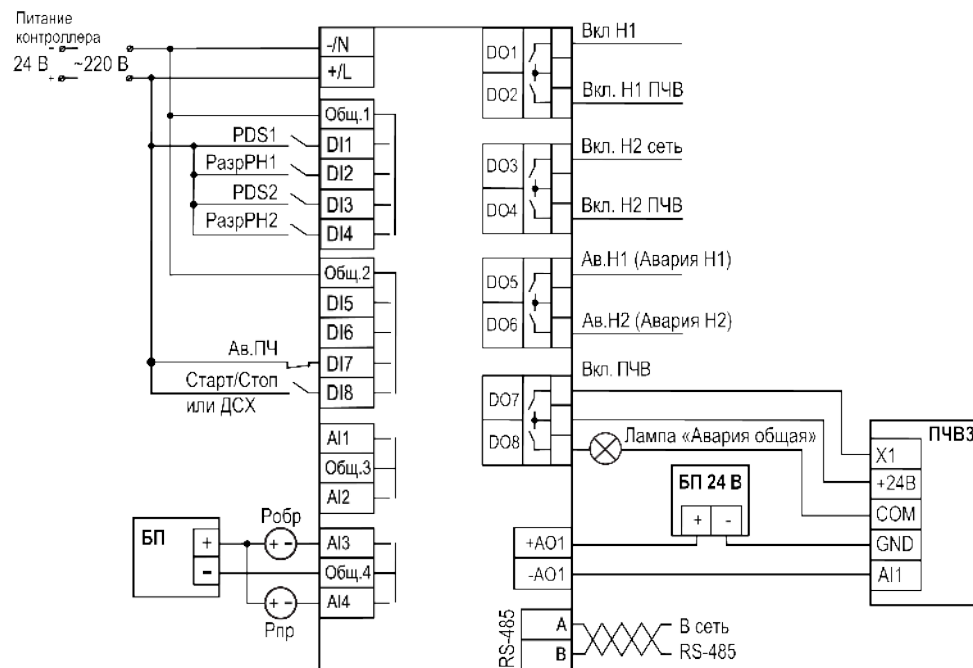 Питание
контроллера
24 В ~220 В
-
+
-/N
+/L
Общ.1
PDS1 DI1
РазрРН1 DI2
PDS2 DI3
РазрРН2 DI4
Общ.2
DI5
DI6
Ав.ПЧ DI7
Старт/Стоп DI8
или ДСХ
AI1
Общ.3
AI2
БП + - Робр + - AI3
Общ.4
Рпр + - AI4
DO1 Вкл Н1
DO2 Вкл. Н1 ПЧВ
DO3 Вкл. Н2 сеть
DO4 Вкл. Н2 ПЧВ
DO5 Ав.Н1 (Авария Н1)
DO6 Ав.Н2 (Авария Н2)
DO7 Вкл. ПЧВ
DO8 Лампа «Авария общая»
БП 24 В
+ -
+AO1
-AO1
ПЧВ3
X1
+24В
COM
GND
AI1
RS-485
A В сеть
B RS-485